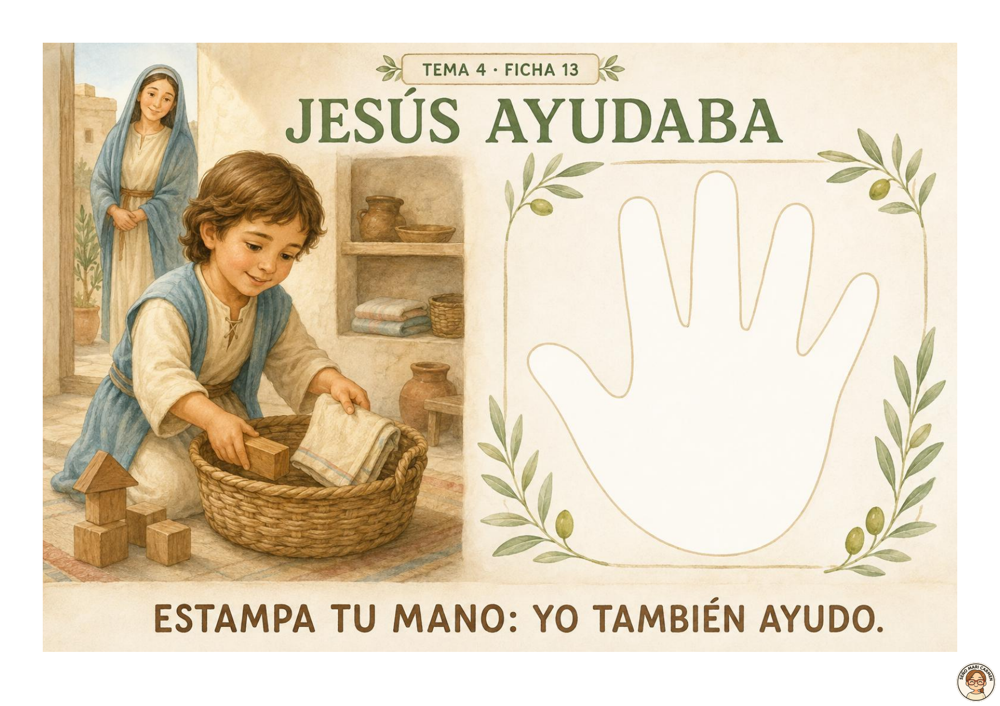 TEMA 4 · FICHA 13
JESÚS AYUDABA
ESTAMPA TU MANO: YO TAMBIÉN AYUDO.
SEÑO MARI CARMEN